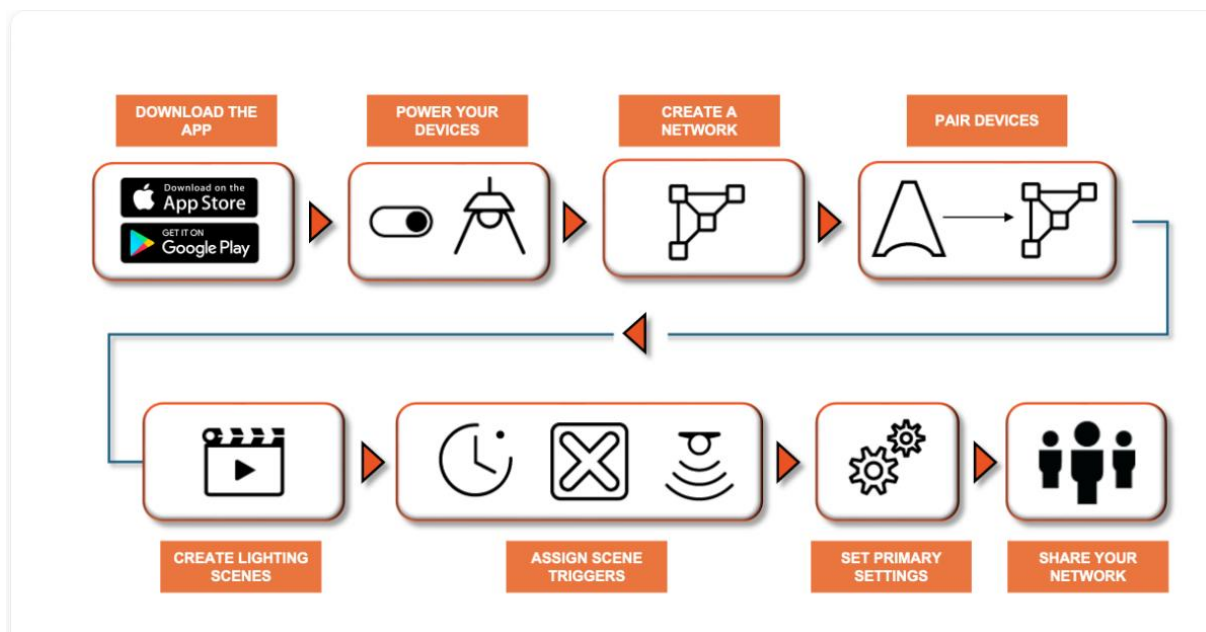 DOWNLOAD THE
APP
POWER YOUR
DEVICES
CREATE A
NETWORK
PAIR DEVICES
Download on the
App Store
GET IT ON
Google Play
CREATE LIGHTING
SCENES
ASSIGN SCENE
TRIGGERS
SET PRIMARY
SETTINGS
SHARE YOUR
NETWORK